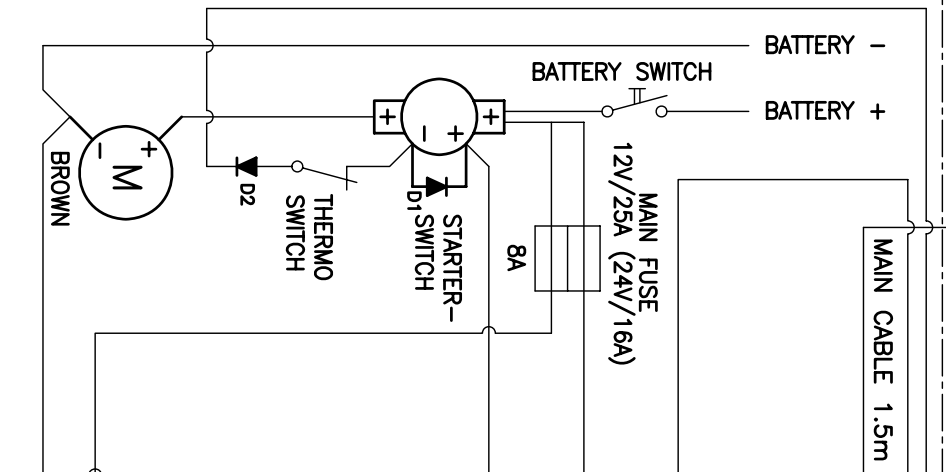 BATTERY −
BATTERY SWITCH
BATTERY +
+
+
−
+
−
+
M
BROWN
D2
THERMO
SWITCH
D1
STARTER−
SWITCH
8A
MAIN FUSE
12V/25A (24V/16A)
MAIN CABLE 1.5m